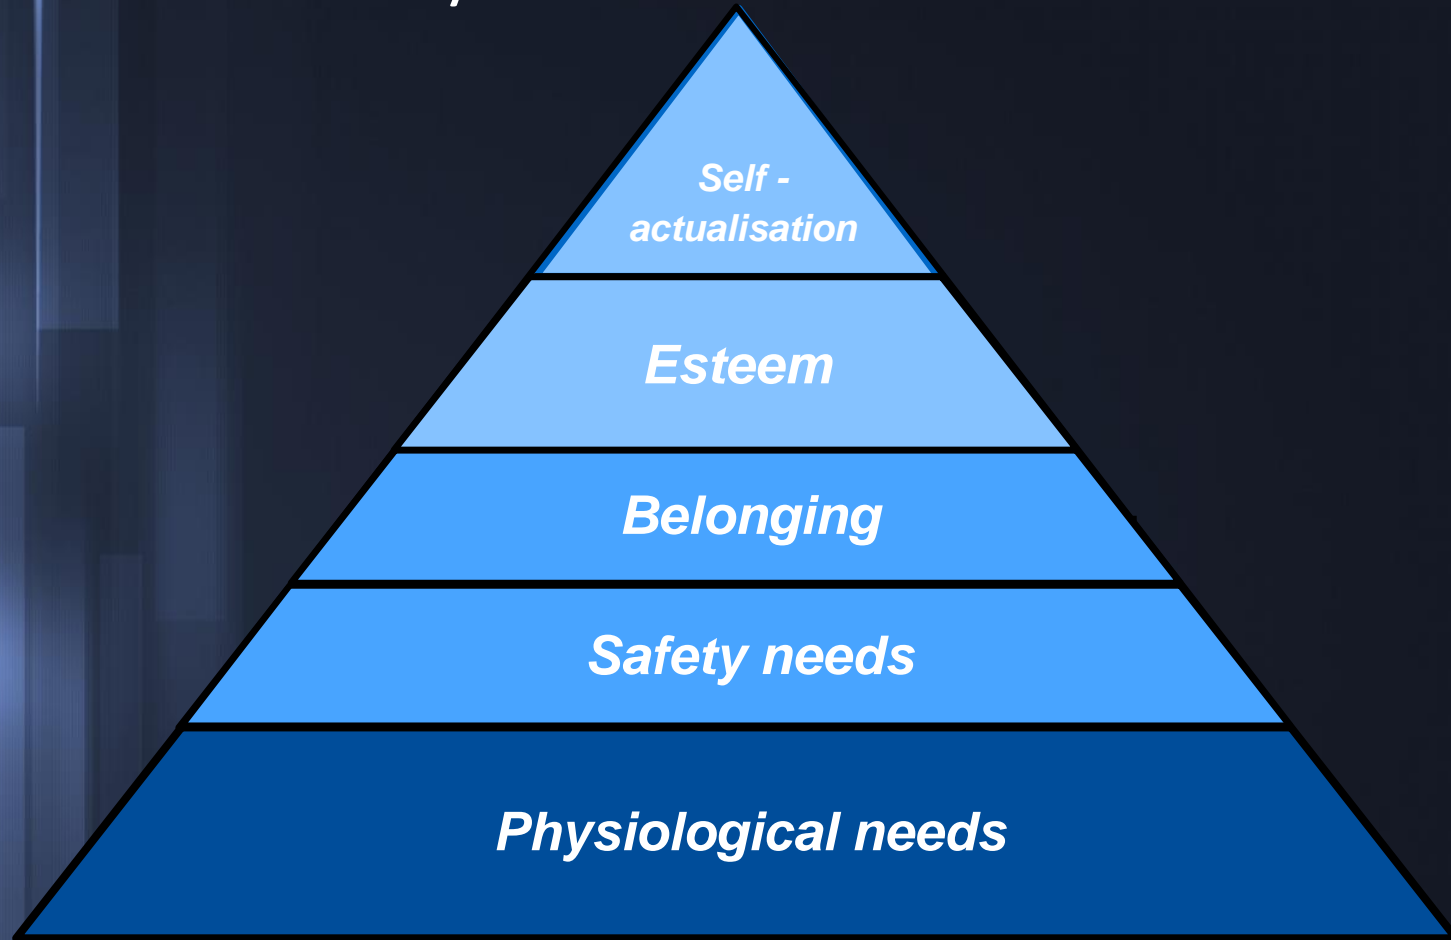 Self -
actualisation
Esteem
Belonging
Safety needs
Physiological needs